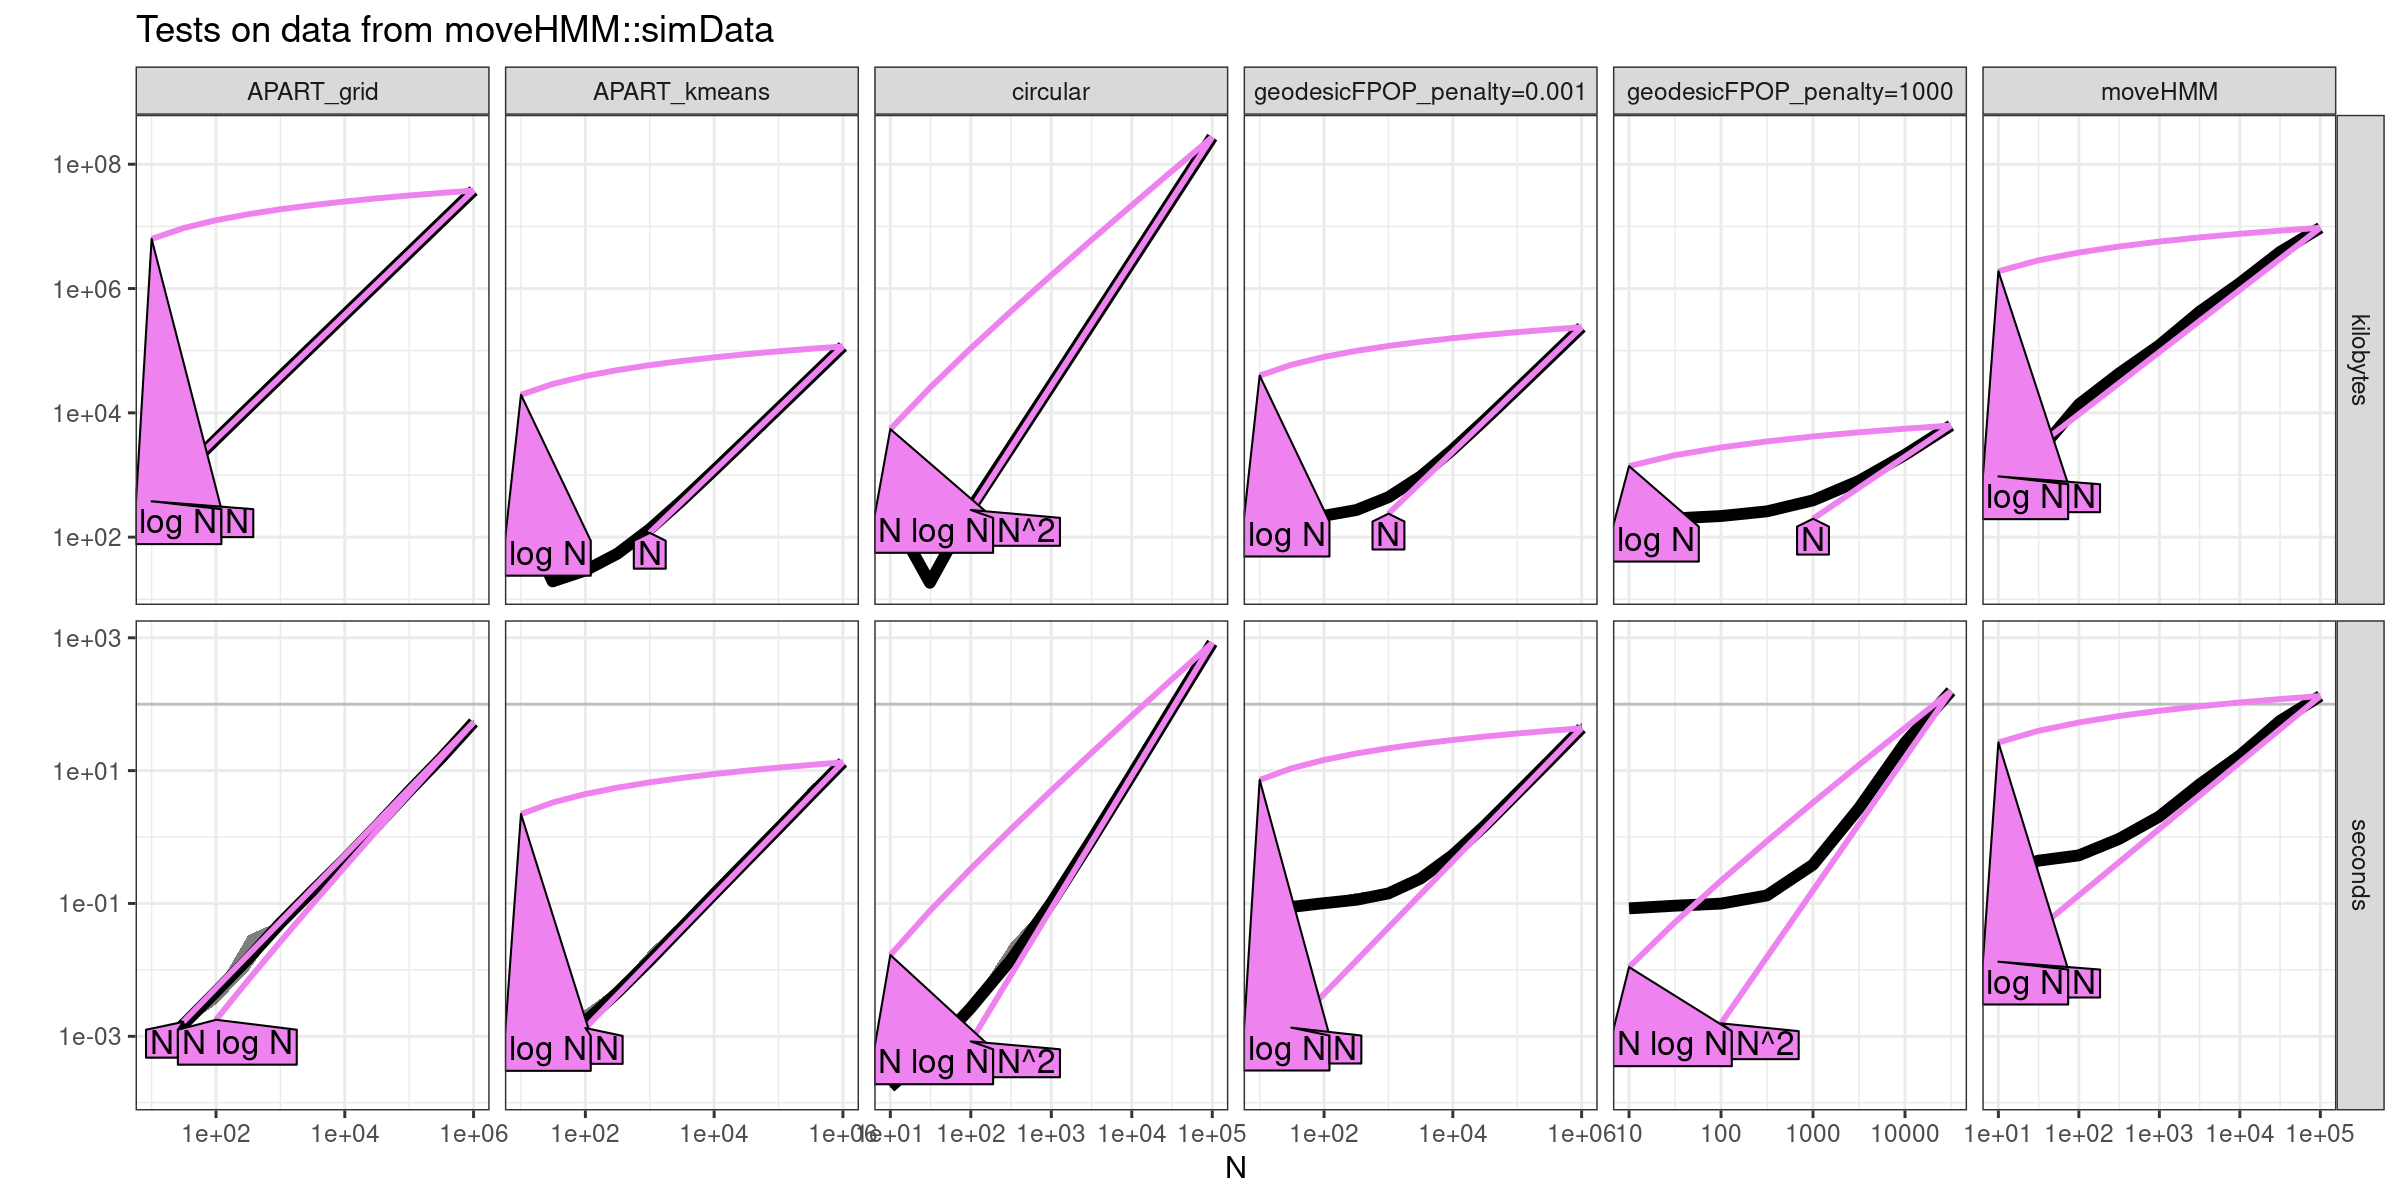 Tests on data from moveHMM::simData
APART_grid
APART_kmeans
circular
geodesicFPOP_penalty=0.001
geodesicFPOP_penalty=1000
moveHMM
1e+08
1e+06
1e+04
1e+02
log N
N
log N
N
N log N
N^2
log N
N
log N
N
log N
N
kilobytes
1e+03
1e+01
1e-01
1e-03
N
N log N
log N
N
N log N
N^2
log N
N
N log N
N^2
log N
N
seconds
1e+02
1e+04
1e+06
1e+02
1e+04
1e+06
1e+01
1e+02
1e+03
1e+04
1e+05
1e+02
1e+04
1e+06
10
100
1000
10000
1e+01
1e+02
1e+03
1e+04
1e+05
N